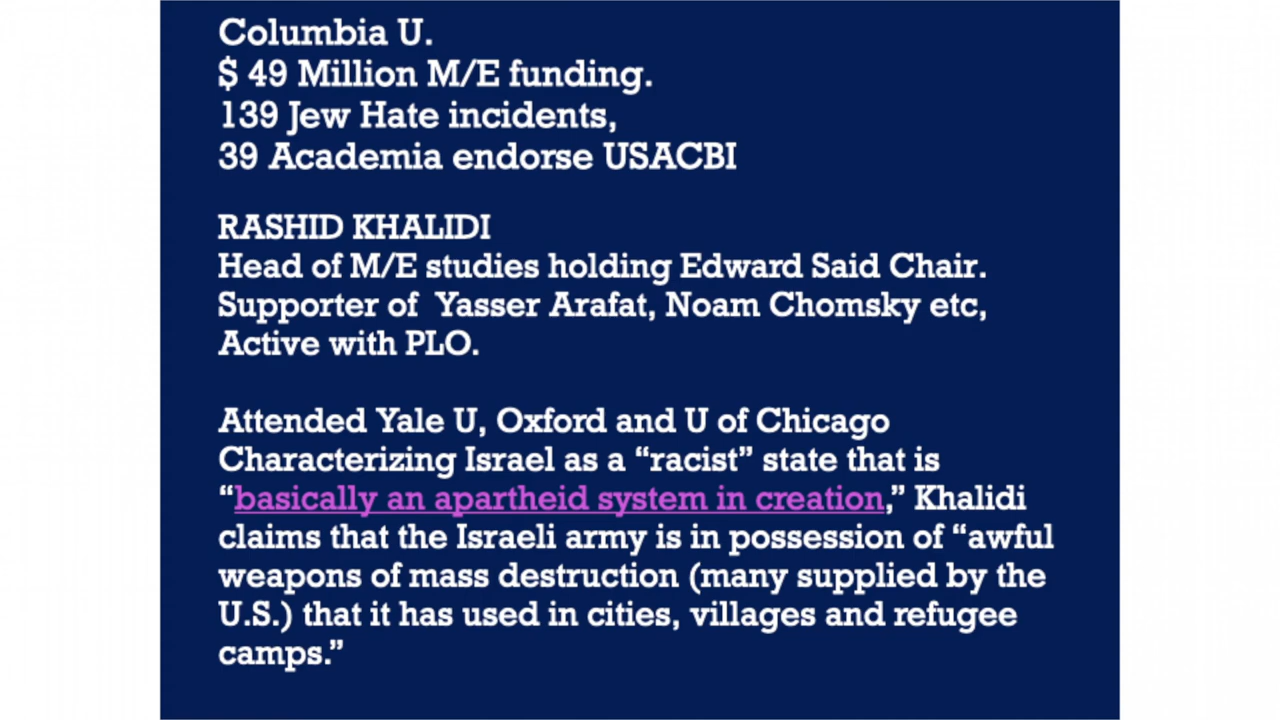 Columbia U.
$ 49 Million M/E funding.
139 Jew Hate incidents,
39 Academia endorse USACBI
RASHID KHALIDI
Head of M/E studies holding Edward Said Chair.
Supporter of  Yasser Arafat, Noam Chomsky etc,
Active with PLO.
Attended Yale U, Oxford and U of Chicago
Characterizing Israel as a “racist” state that is
“basically an apartheid system in creation,” Khalidi
claims that the Israeli army is in possession of “awful
weapons of mass destruction (many supplied by the
U.S.) that it has used in cities, villages and refugee
camps.”